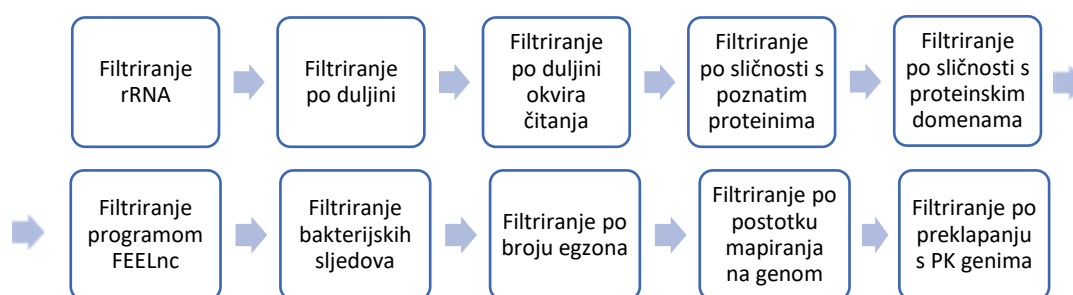 Filtriranje
rRNA
Filtriranje
po duljini
Filtriranje
po duljini
okvira
čitanja
Filtriranje
po sličnosti s
poznatim
proteinima
Filtriranje
po sličnosti s
proteinskim
domenama
Filtriranje
programom
FEELnc
Filtriranje
bakterijskih
sljedova
Filtriranje po
broju egzona
Filtriranje po
postotku
mapiranja
na genom
Filtriranje po
preklapanju
s PK genima